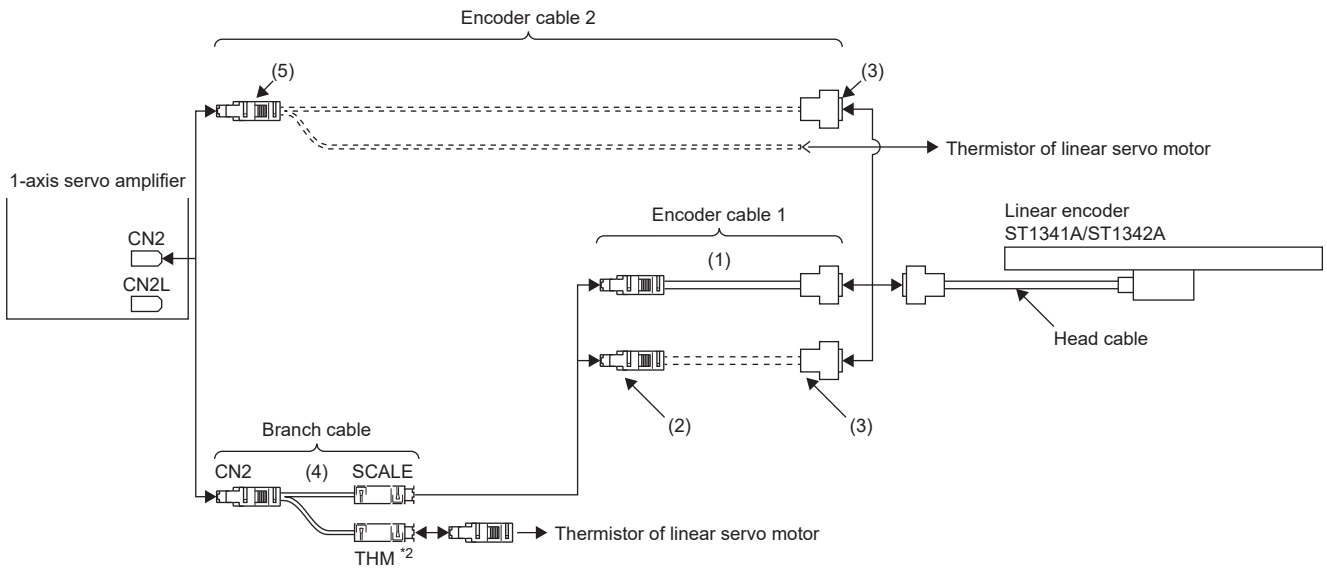 Encoder cable 2
(5)
(3)
Thermistor of linear servo motor
1-axis servo amplifier
CN2
CN2L
Encoder cable 1
(1)
Linear encoder
ST1341A/ST1342A
Head cable
(2)
(3)
Branch cable
CN2
(4)
SCALE
Thermistor of linear servo motor
THM *2